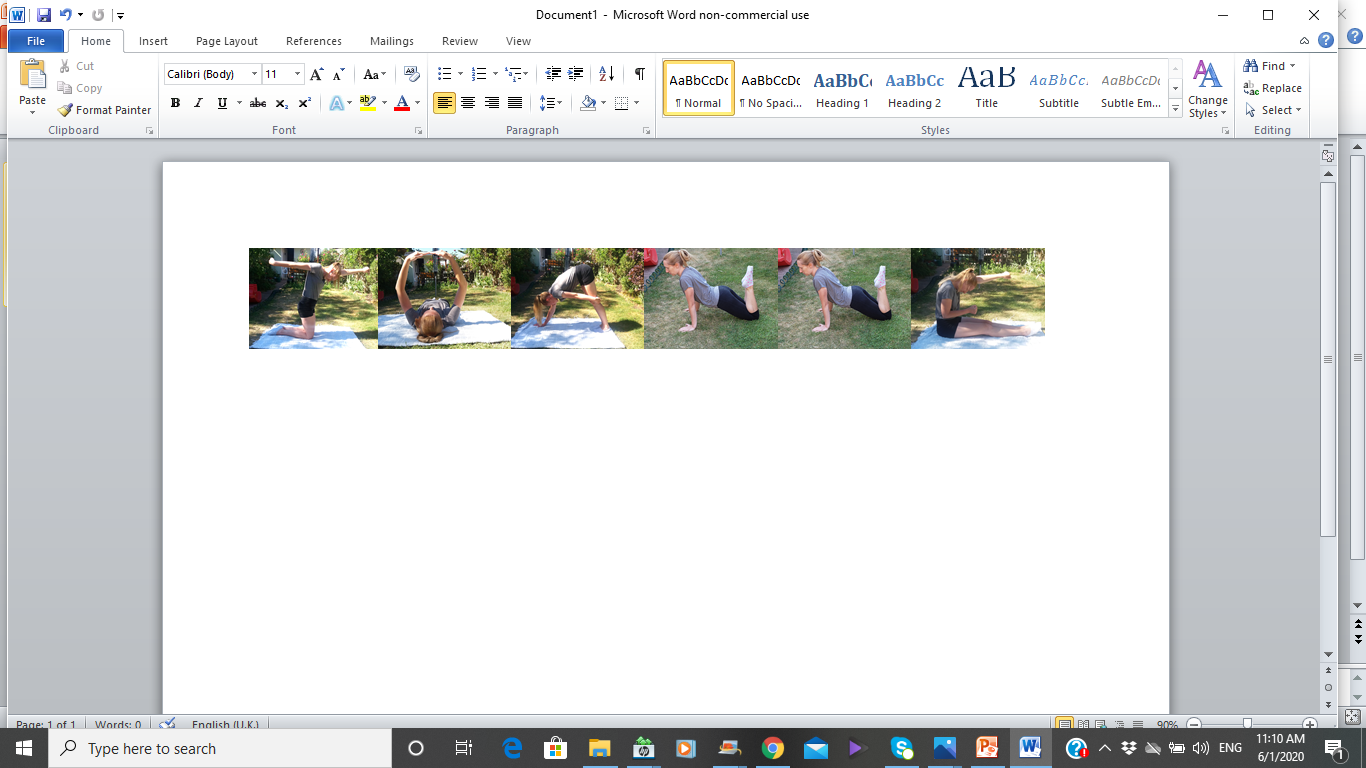 Document1 - Microsoft Word non-commercial use
File Home Insert Page Layout References Mailings Review View
Paste
Cut
Copy
Format Painter
Clipboard
Calibri (Body) 11
Font
Paragraph
AaBbCcDc AaBbCcDc AaBbC AaBbCc AaB AaBbCc. AaBbCcDc
¶ Normal ¶ No Spaci... Heading 1 Heading 2 Title Subtitle Subtle Em...
Change Styles
Styles
Find
Replace
Select
Editing
Page: 1 of 1 Words: 0 English (U.K.) 90%
Type here to search
ENG
11:10 AM
6/1/2020